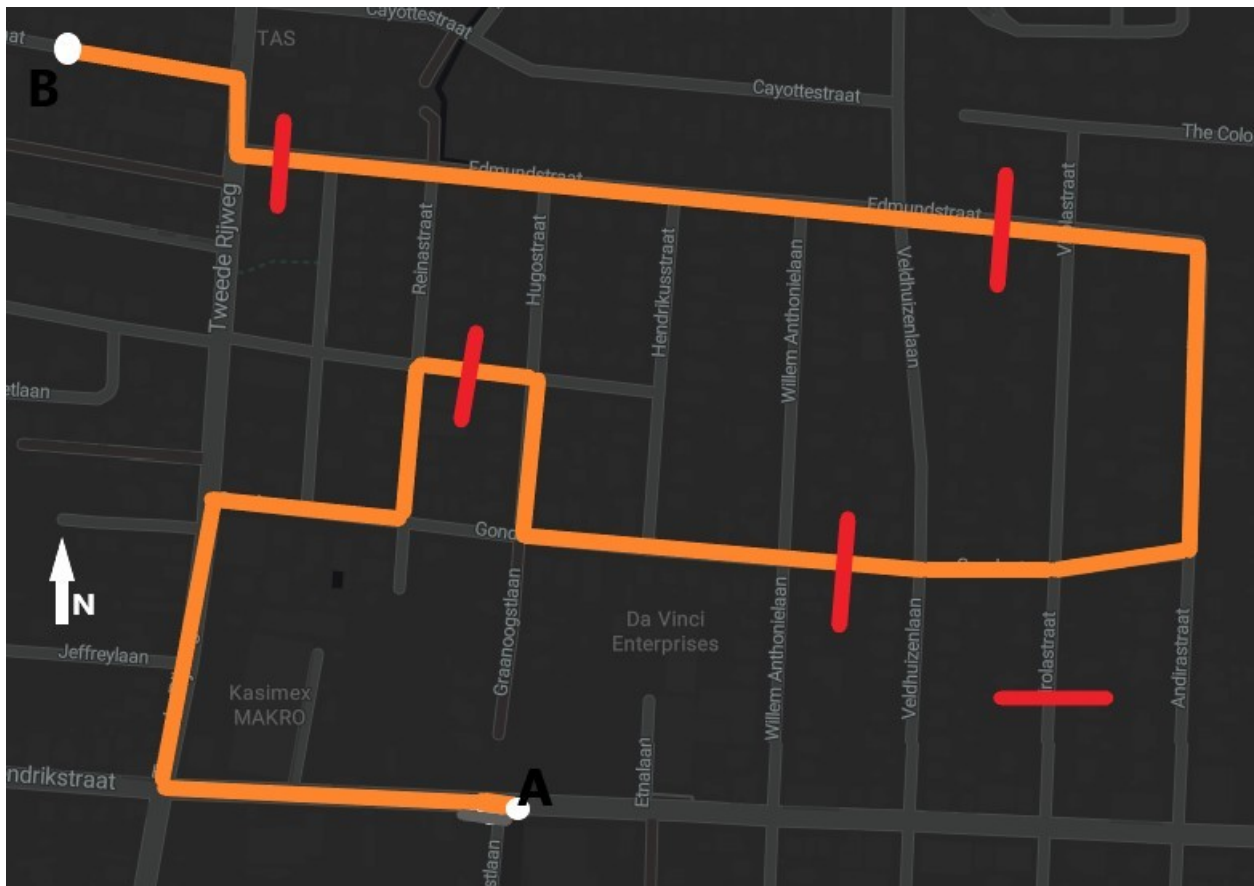 Cayottestraat
TAS
B
Cayottestraat
The Colo
Edmundstraat
Edmundstraat
Tweede Rijweg
Reinastraat
Hugostraat
Hendrikusstraat
Willem Anthonielaan
Veldhuizenlaan
etlaan
Gond
N
Graanoogstlaan
Da Vinci
Enterprises
Willem Anthonielaan
Veldhuizenlaan
rolastraat
Andirastraat
Jeffreylaan
Kasimex
MAKRO
ndrikstraat
A
Etnalaan
stlaan